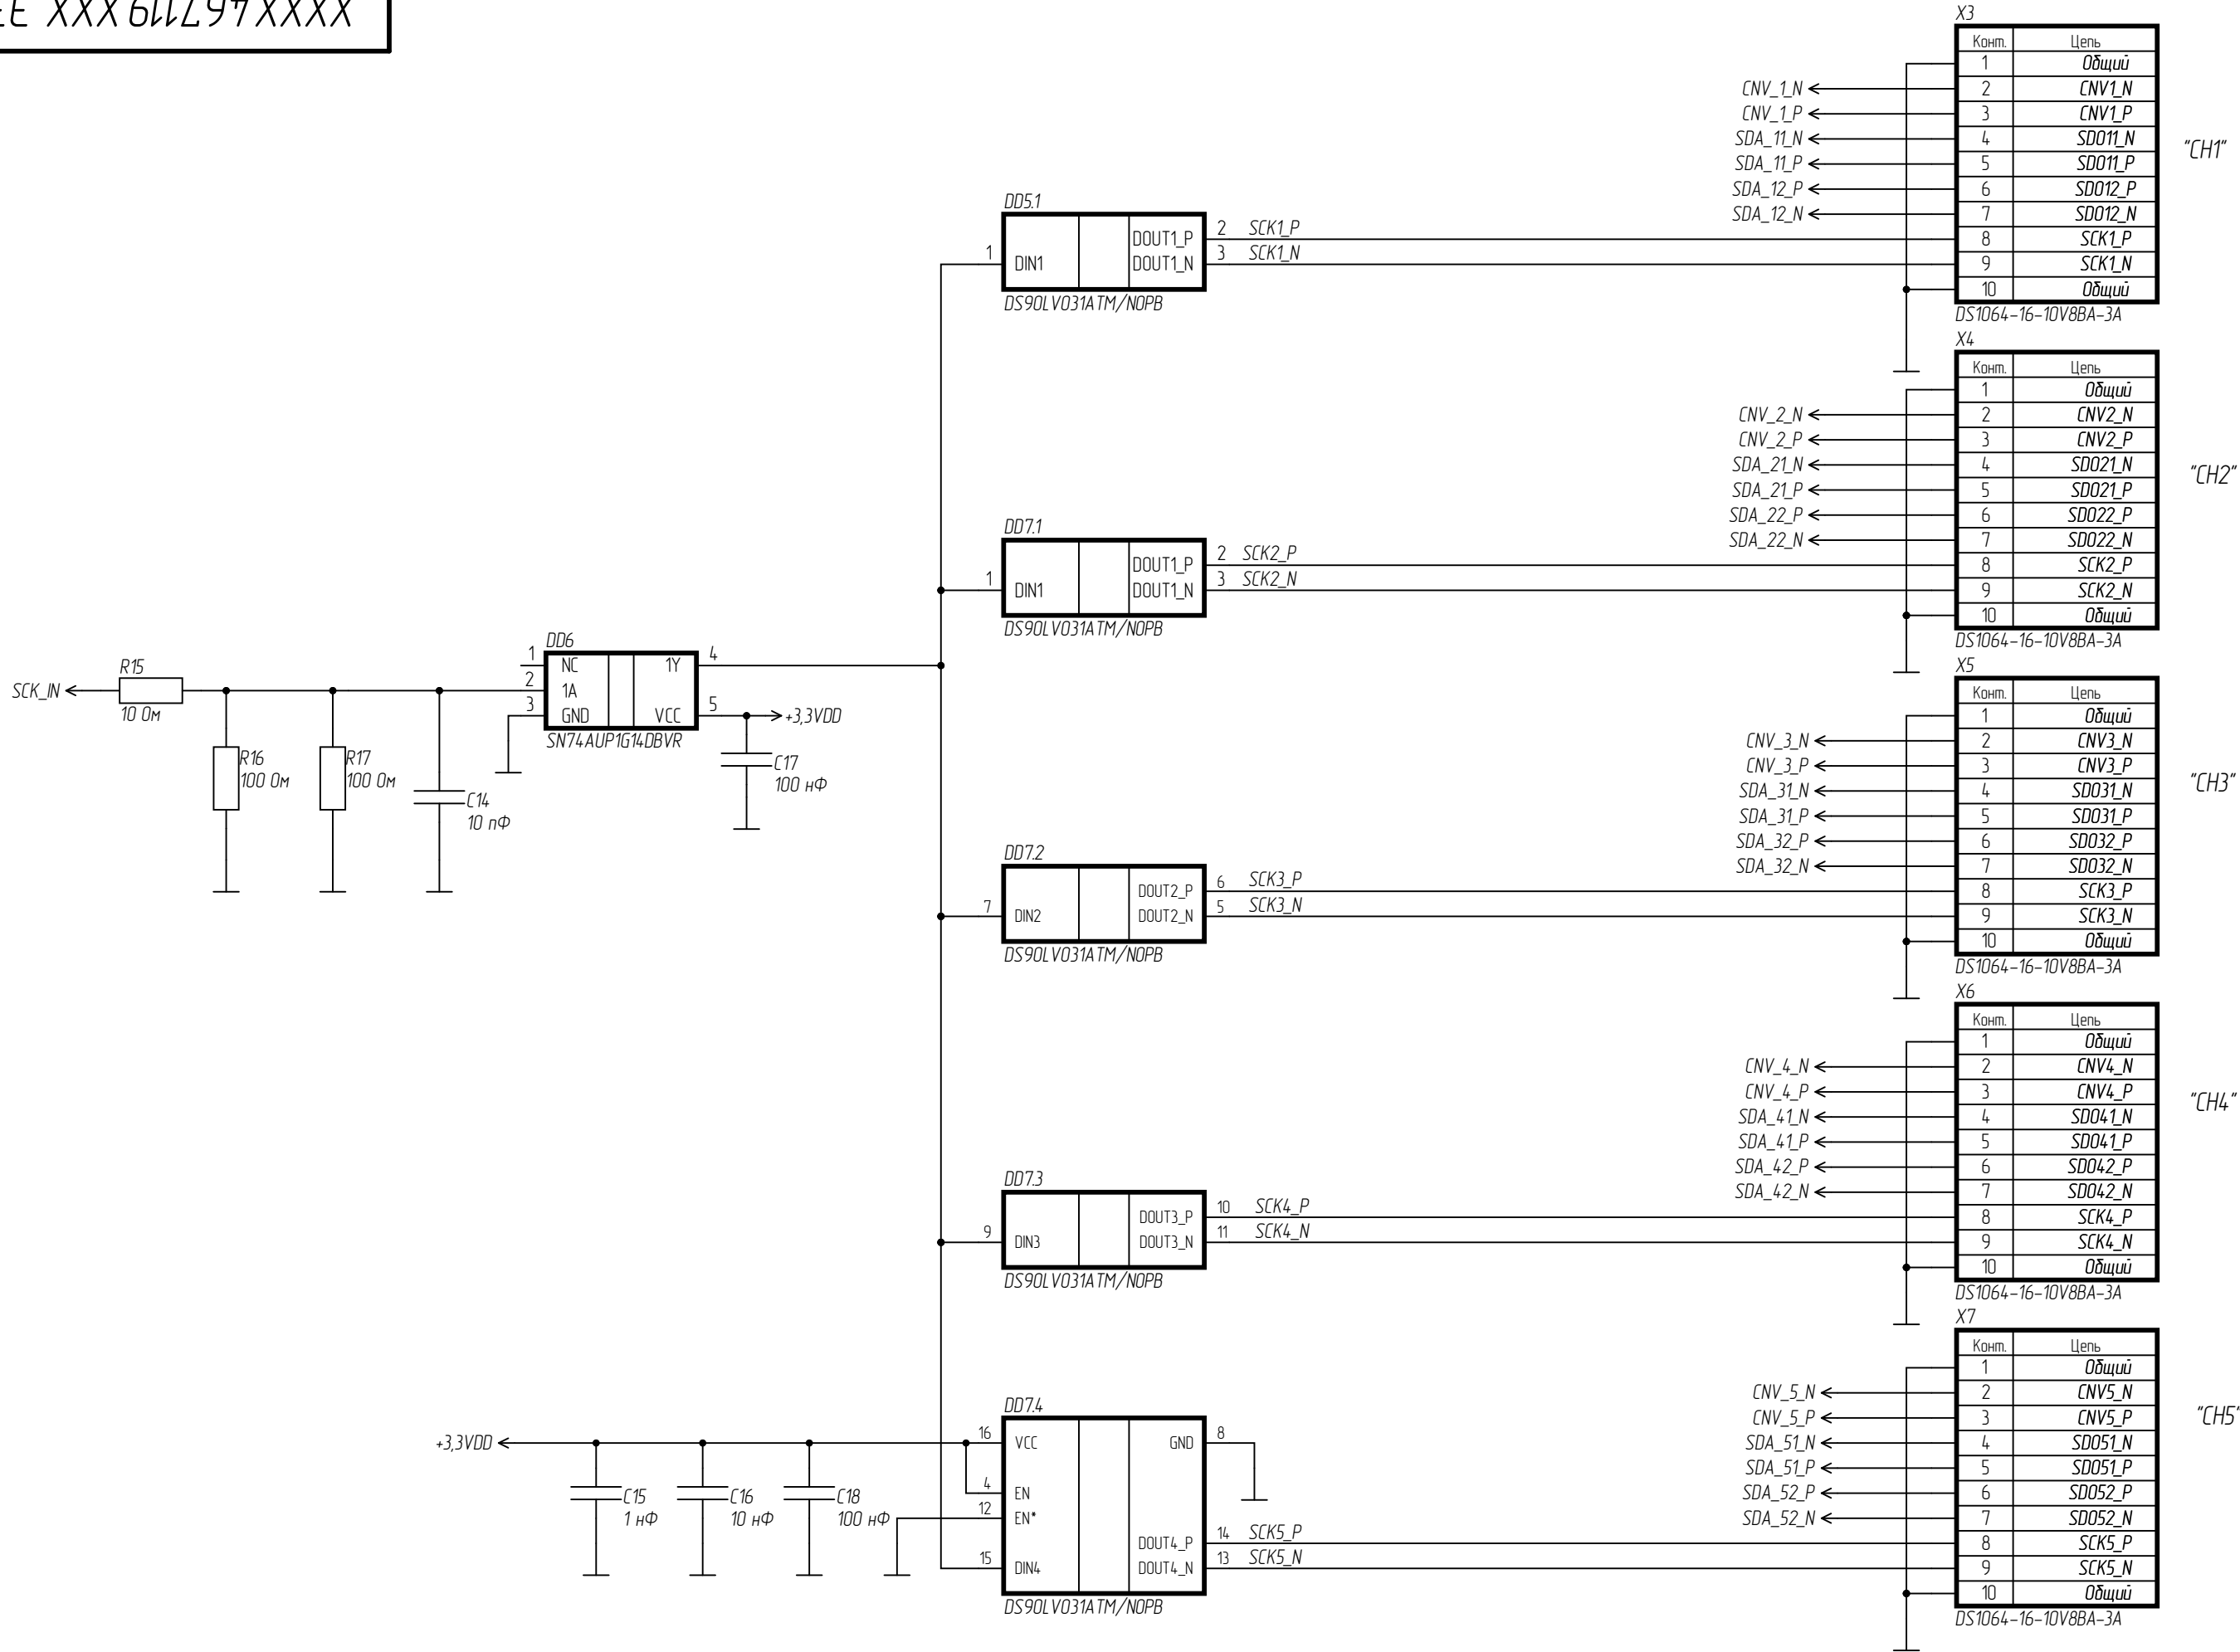 XXXX.467119.XXX ЭЭ
X3
Конт. Цепь
1 Общий
CNV_1_N 2 CNV1_N
CNV_1_P 3 CNV1_P
SDA_11_N 4 SDO11_N
SDA_11_P 5 SDO11_P
SDA_12_P 6 SDO12_P
SDA_12_N 7 SDO12_N
8 SCK1_P
9 SCK1_N
10 Общий
DS1064-16-10V8BA-3A
"CH1"
DD5.1
1 DIN1
DOUT1_P 2 SCK1_P
DOUT1_N 3 SCK1_N
DS90LV031ATM/NOPB
X4
Конт. Цепь
1 Общий
CNV_2_N 2 CNV2_N
CNV_2_P 3 CNV2_P
SDA_21_N 4 SDO21_N
SDA_21_P 5 SDO21_P
SDA_22_P 6 SDO22_P
SDA_22_N 7 SDO22_N
8 SCK2_P
9 SCK2_N
10 Общий
DS1064-16-10V8BA-3A
"CH2"
DD7.1
1 DIN1
DOUT1_P 2 SCK2_P
DOUT1_N 3 SCK2_N
DS90LV031ATM/NOPB
SCK_IN
R15
10 Ом
R16
100 Ом
R17
100 Ом
C14
10 пФ
DD6
1 NC 1Y 4
2 1A
3 GND VCC 5
SN74AUP1G14DBVR
+3,3VDD
C17
100 нФ
X5
Конт. Цепь
1 Общий
CNV_3_N 2 CNV3_N
CNV_3_P 3 CNV3_P
SDA_31_N 4 SDO31_N
SDA_31_P 5 SDO31_P
SDA_32_P 6 SDO32_P
SDA_32_N 7 SDO32_N
8 SCK3_P
9 SCK3_N
10 Общий
DS1064-16-10V8BA-3A
"CH3"
DD7.2
7 DIN2
DOUT2_P 6 SCK3_P
DOUT2_N 5 SCK3_N
DS90LV031ATM/NOPB
X6
Конт. Цепь
1 Общий
CNV_4_N 2 CNV4_N
CNV_4_P 3 CNV4_P
SDA_41_N 4 SDO41_N
SDA_41_P 5 SDO41_P
SDA_42_P 6 SDO42_P
SDA_42_N 7 SDO42_N
8 SCK4_P
9 SCK4_N
10 Общий
DS1064-16-10V8BA-3A
"CH4"
DD7.3
9 DIN3
DOUT3_P 10 SCK4_P
DOUT3_N 11 SCK4_N
DS90LV031ATM/NOPB
X7
Конт. Цепь
1 Общий
CNV_5_N 2 CNV5_N
CNV_5_P 3 CNV5_P
SDA_51_N 4 SDO51_N
SDA_51_P 5 SDO51_P
SDA_52_P 6 SDO52_P
SDA_52_N 7 SDO52_N
8 SCK5_P
9 SCK5_N
10 Общий
DS1064-16-10V8BA-3A
"CH5"
+3,3VDD
C15
1 нФ
C16
10 нФ
C18
100 нФ
DD7.4
16 VCC GND 8
4 EN
12 EN*
DOUT4_P 14 SCK5_P
15 DIN4 DOUT4_N 13 SCK5_N
DS90LV031ATM/NOPB